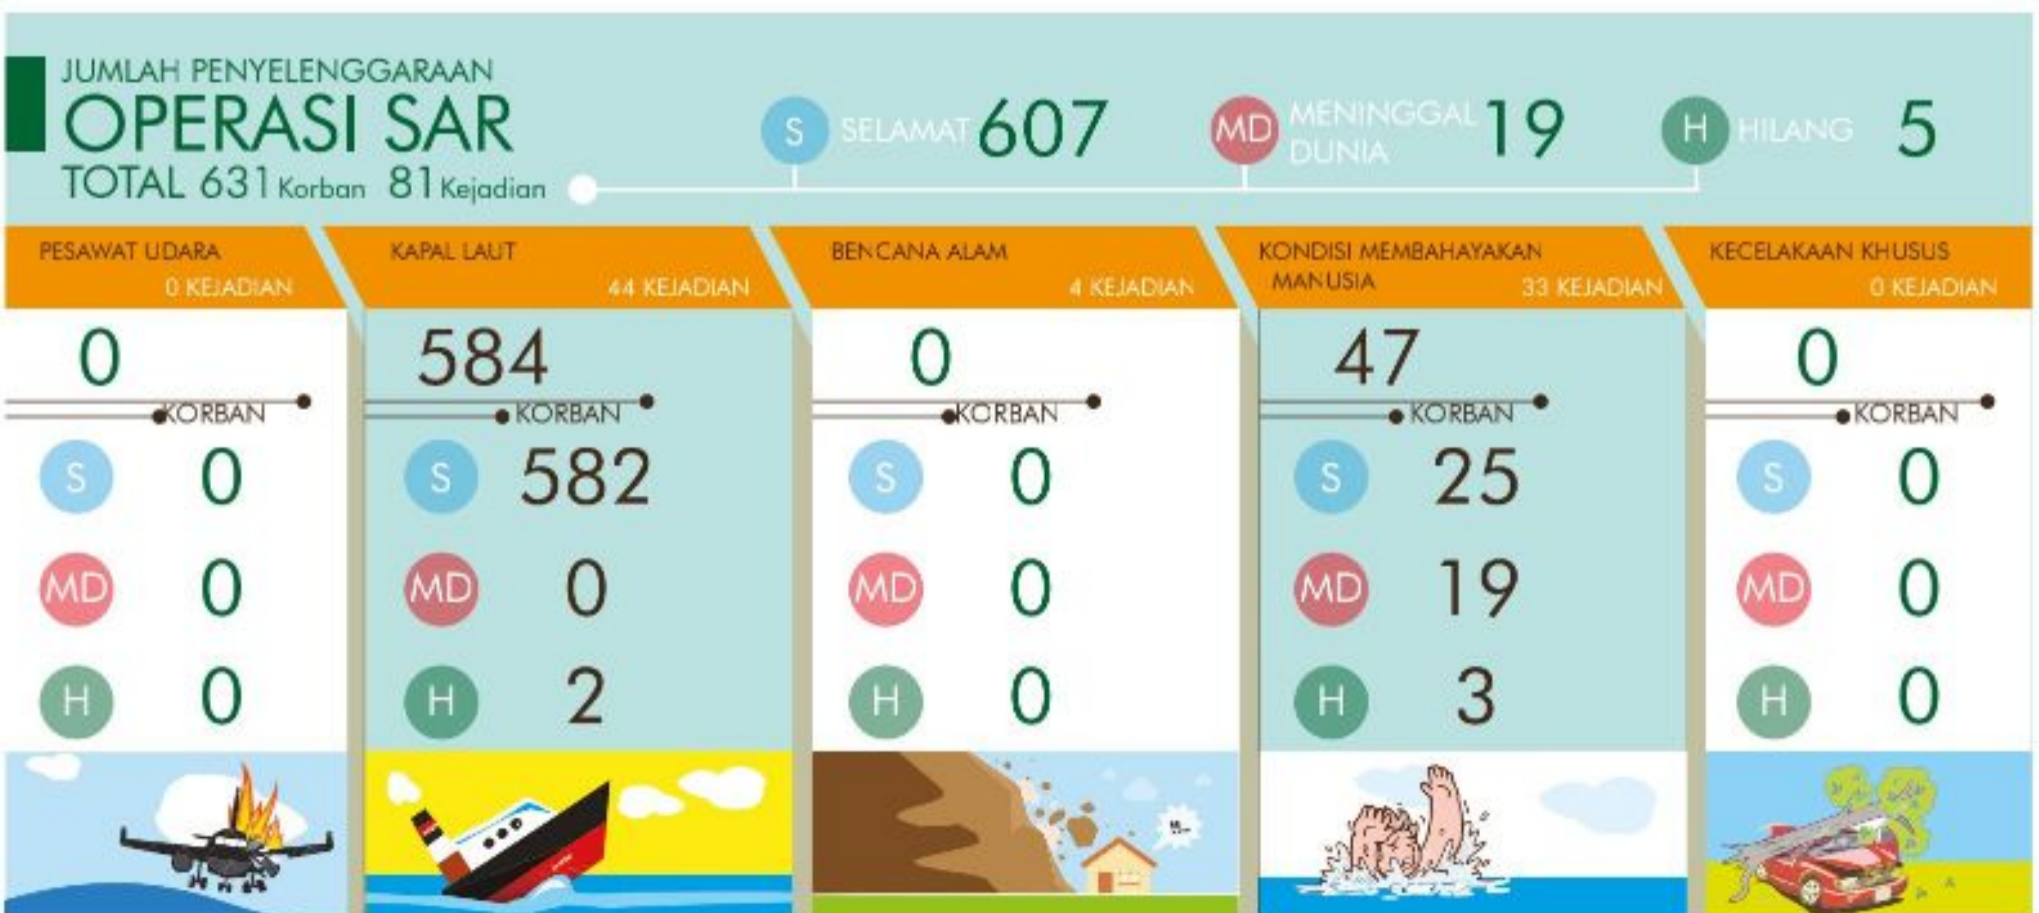 JUMLAH PENYELENGGARAAN
OPERASI SAR
TOTAL 631 Korban 81 Kejadian
S SELAMAT 607
MD MENINGGAL DUNIA 19
H HILANG 5
PESAWAT UDARA
0 KEJADIAN
0
KORBAN
S 0
MD 0
H 0
KAPAL LAUT
44 KEJADIAN
584
KORBAN
S 582
MD 0
H 2
BENCANA ALAM
4 KEJADIAN
0
KORBAN
S 0
MD 0
H 0
KONDISI MEMBAHAYAKAN
MANUSIA 33 KEJADIAN
47
KORBAN
S 25
MD 19
H 3
KECELAKAAN KHUSUS
0 KEJADIAN
0
KORBAN
S 0
MD 0
H 0